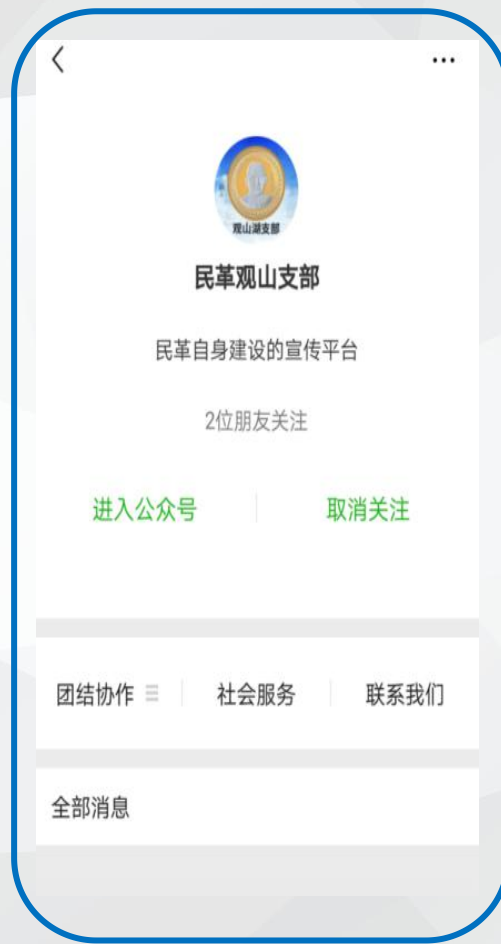 观山湖支部
民革观山支部
民革自身建设的宣传平台
2位朋友关注
进入公众号 取消关注
团结协作 社会服务 联系我们
全部消息